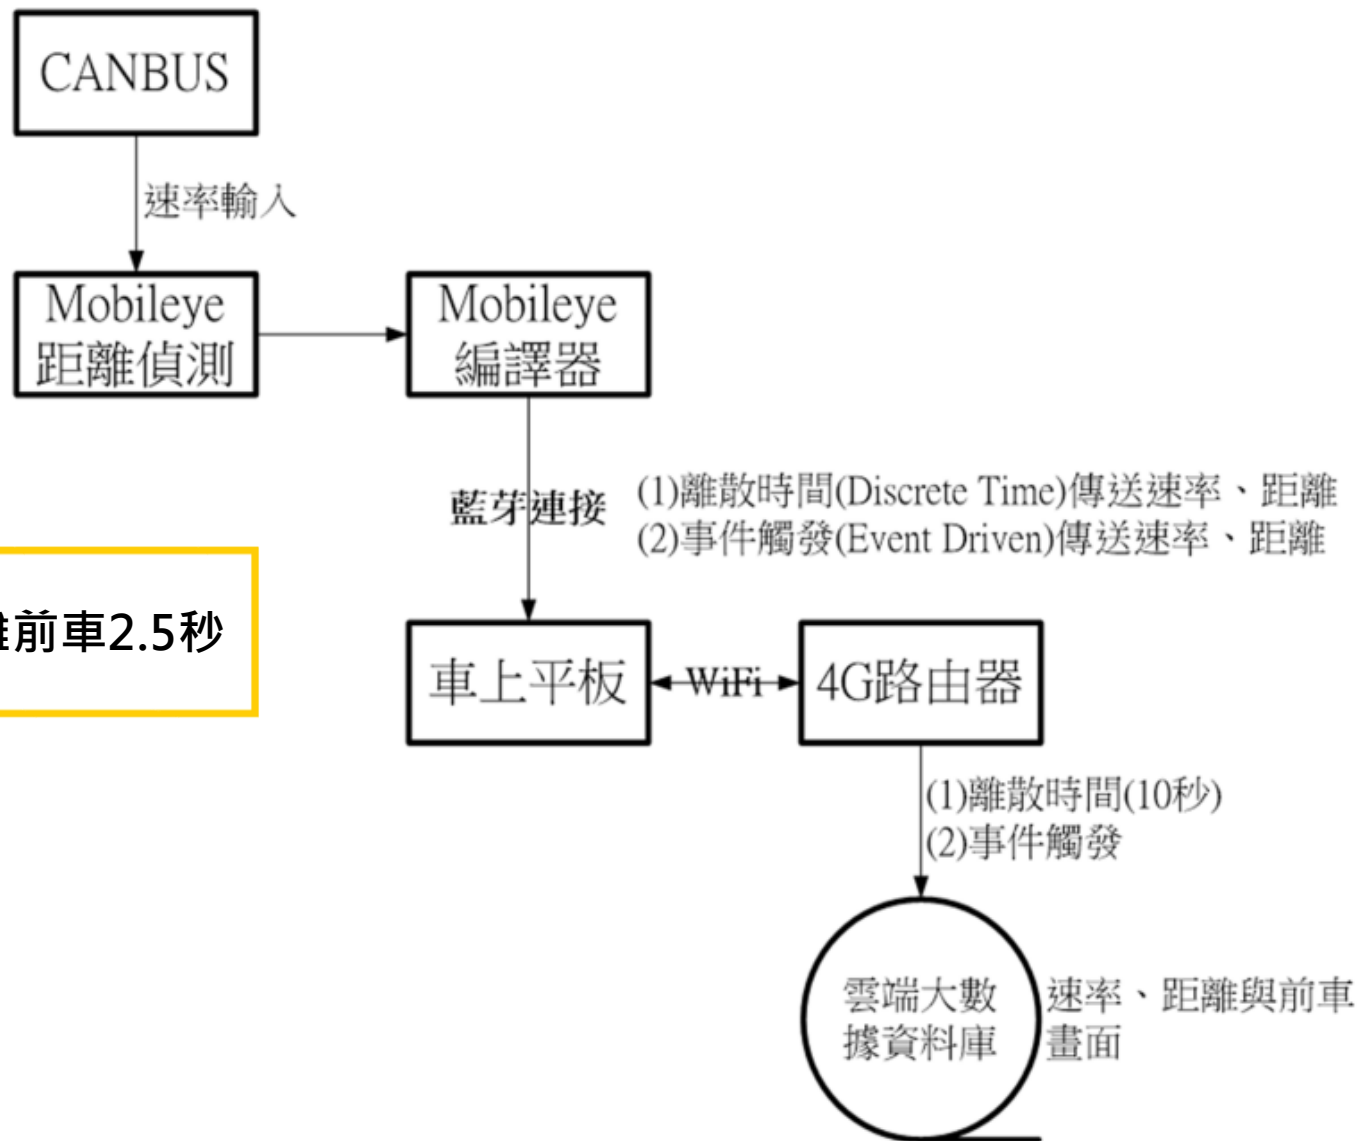 CANBUS
速率輸入
Mobileye
距離偵測
Mobileye
編譯器
藍芽連接
(1)離散時間(Discrete Time)傳送速率、距離
(2)事件觸發(Event Driven)傳送速率、距離
前車2.5秒
車上平板
WiFi
4G路由器
(1)離散時間(10秒)
(2)事件觸發
雲端大數
據資料庫
速率、距離與前車
畫面